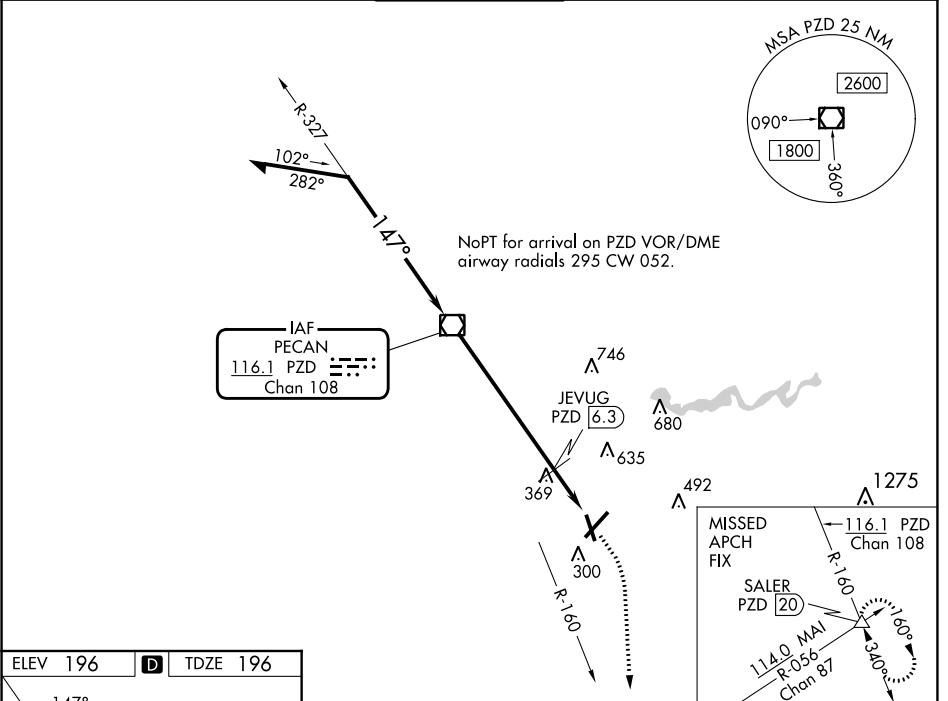 MSA PZD 25 NM
2600
090°
1800
360°
R-327
102°
282°
147°
NoPT for arrival on PZD VOR/DME
airway radials 295 CW 052.
IAF
PECAN
116.1 PZD
Chan 108
746
JEVUG
PZD 6.3
680
635
369
492
1275
300
R-160
MISSED
APCH
FIX
116.1 PZD
Chan 108
R-160
SALER
PZD 20
160°
340°
114.0 MAI
R-056
Chan 87
ELEV 196 D TDZE 196
147°